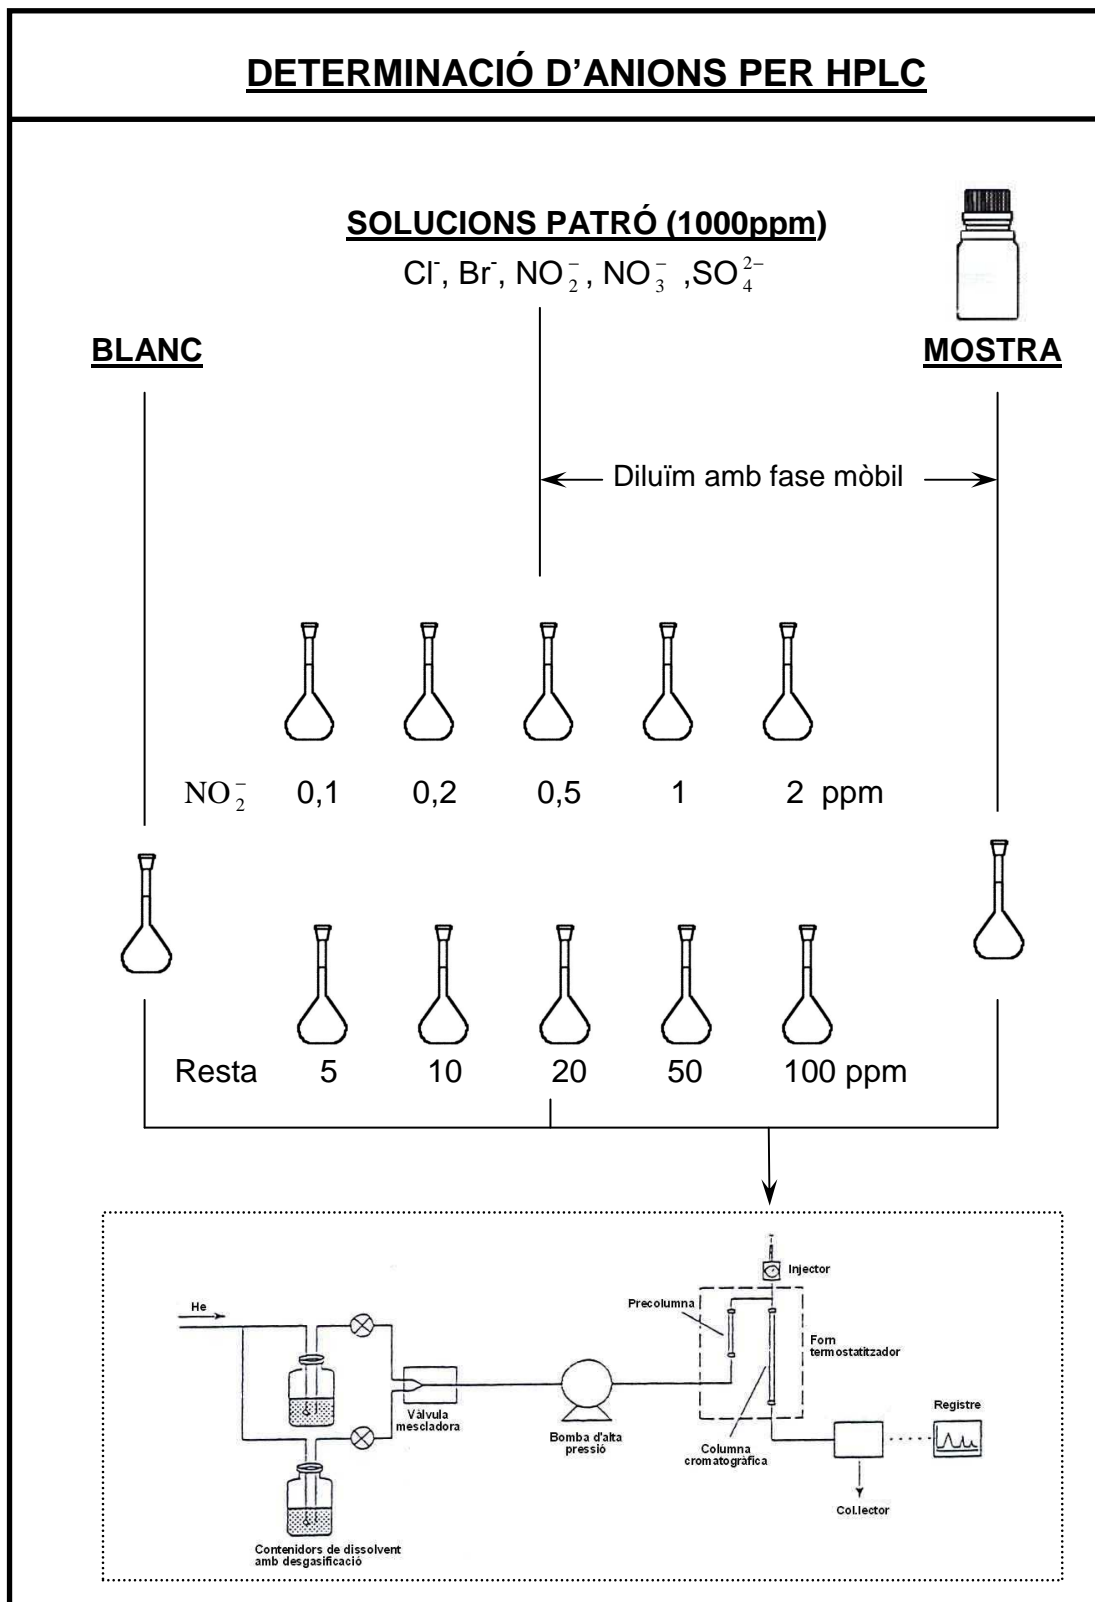 DETERMINACIÓ D'ANIONS PER HPLC
SOLUCIONS PATRÓ (1000ppm)
Cl⁻, Br⁻, NO₂⁻, NO₃⁻ ,SO₄²⁻
BLANC
MOSTRA
Diluïm amb fase mòbil
NO₂⁻ 0,1 0,2 0,5 1 2 ppm
Resta 5 10 20 50 100 ppm
Injector
He
Precolumna
Forn
termostatitzador
Vàlvula
mescladora
Bomba d'alta
pressió
Columna
cromatogràfica
Registre
Col.lector
Contenidors de dissolvent
amb desgasificació